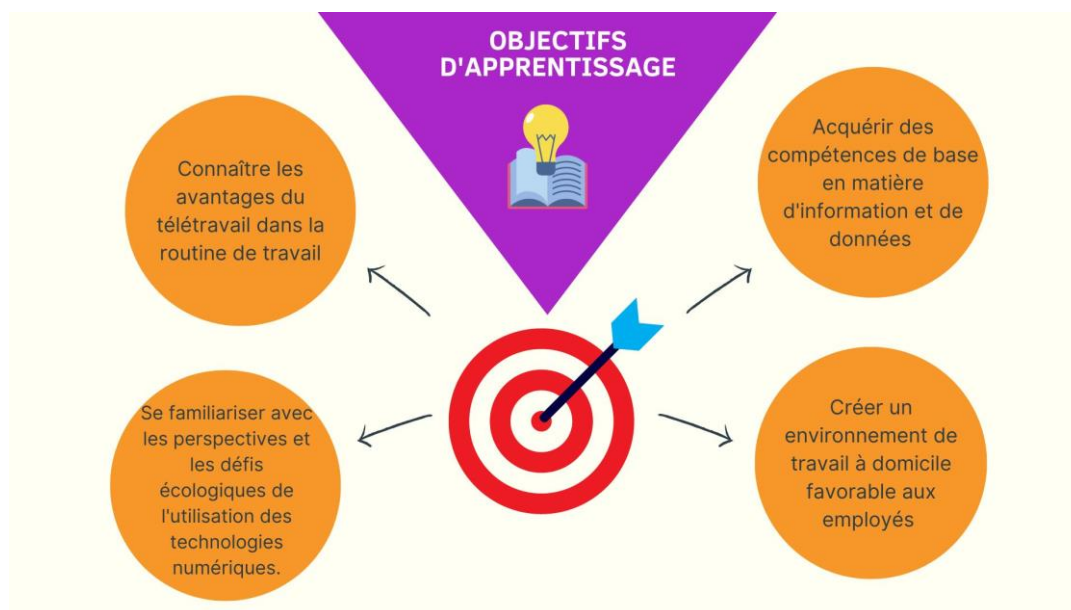 OBJECTIFS
D'APPRENTISSAGE
Connaître les
avantages du
télétravail dans la
routine de travail
Acquérir des
compétences de base
en matière
d'information et de
données
Se familiariser avec
les perspectives et
les défis
écologiques de
l'utilisation des
technologies
numériques.
Créer un
environnement de
travail à domicile
favorable aux
employés